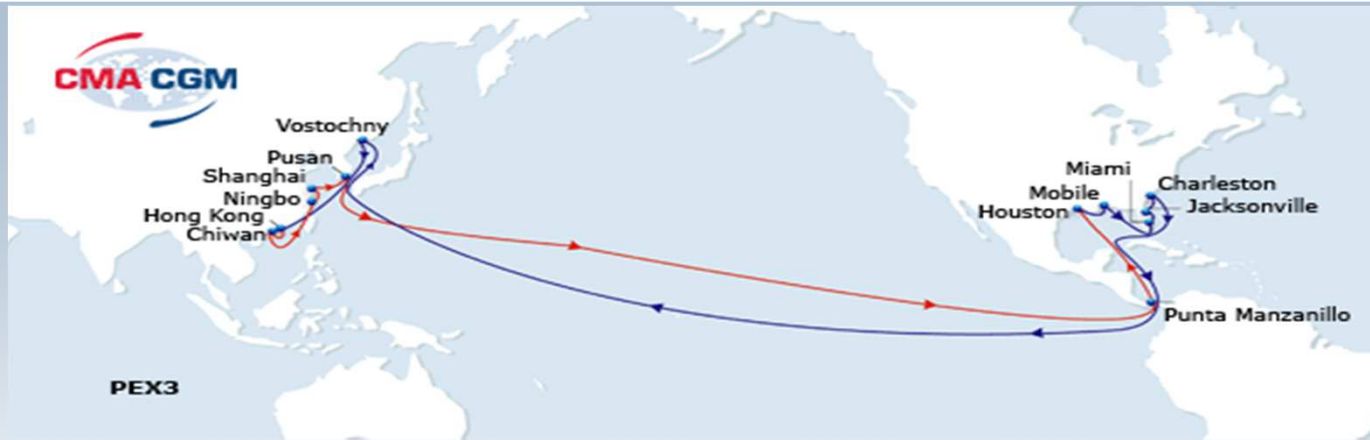 CMA CGM
Vostochny
Pusan
Shanghai
Ningbo
Hong Kong
Chiwan
Miami
Mobile
Houston
Charleston
Jacksonville
Punta Manzanillo
PEX3